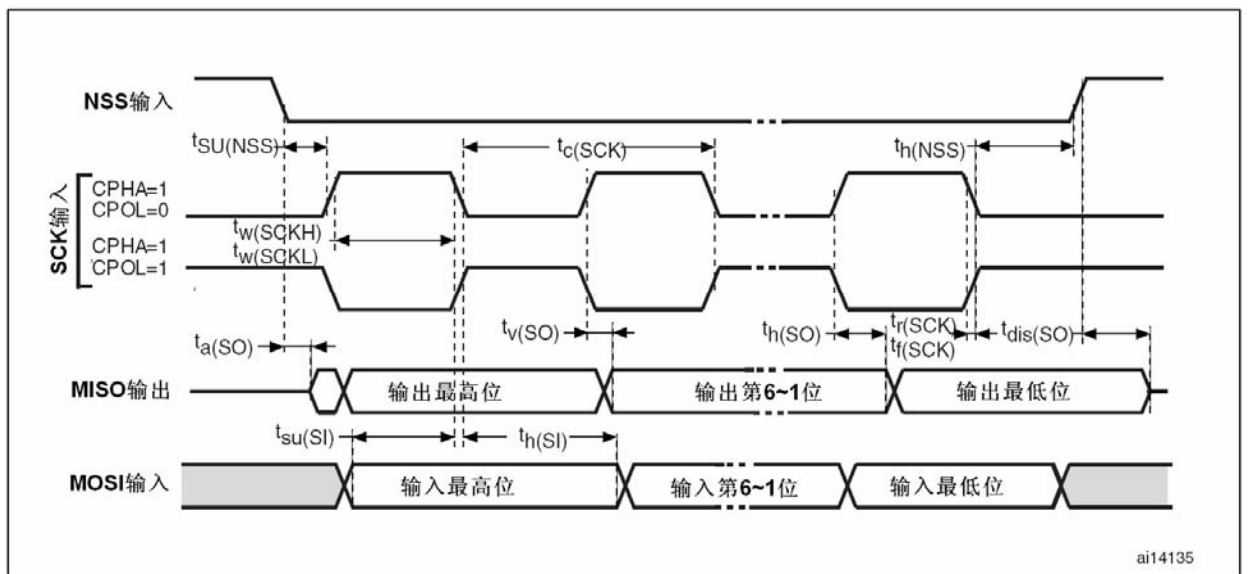 NSS输入
tSU(NSS)
tc(SCK)
th(NSS)
SCK输入
CPHA=1
CPOL=0
tw(SCKH)
tw(SCKL)
CPHA=1
CPOL=1
ta(SO)
tv(SO)
th(SO)
tr(SCK)
tf(SCK)
tdis(SO)
MISO输出
输出最高位
输出第6~1位
输出最低位
tsu(SI)
th(SI)
MOSI输入
输入最高位
输入第6~1位
输入最低位
ai14135